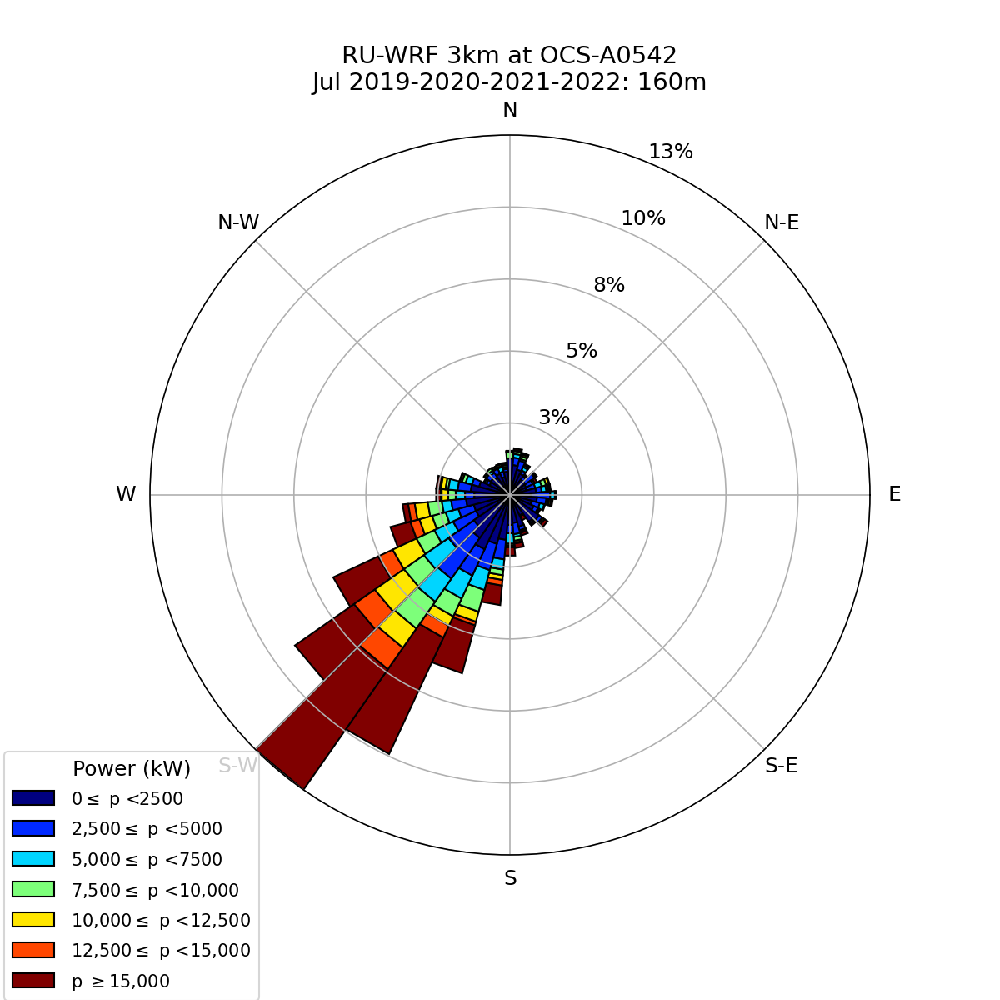 RU-WRF 3km at OCS-A0542
Jul 2019-2020-2021-2022: 160m
N
13%
N-W
10%
N-E
8%
5%
3%
W
E
S-W
S-E
S
Power (kW)
0≤ p <2500
2,500≤ p <5000
5,000≤ p <7500
7,500≤ p <10,000
10,000≤ p <12,500
12,500≤ p <15,000
p ≥15,000